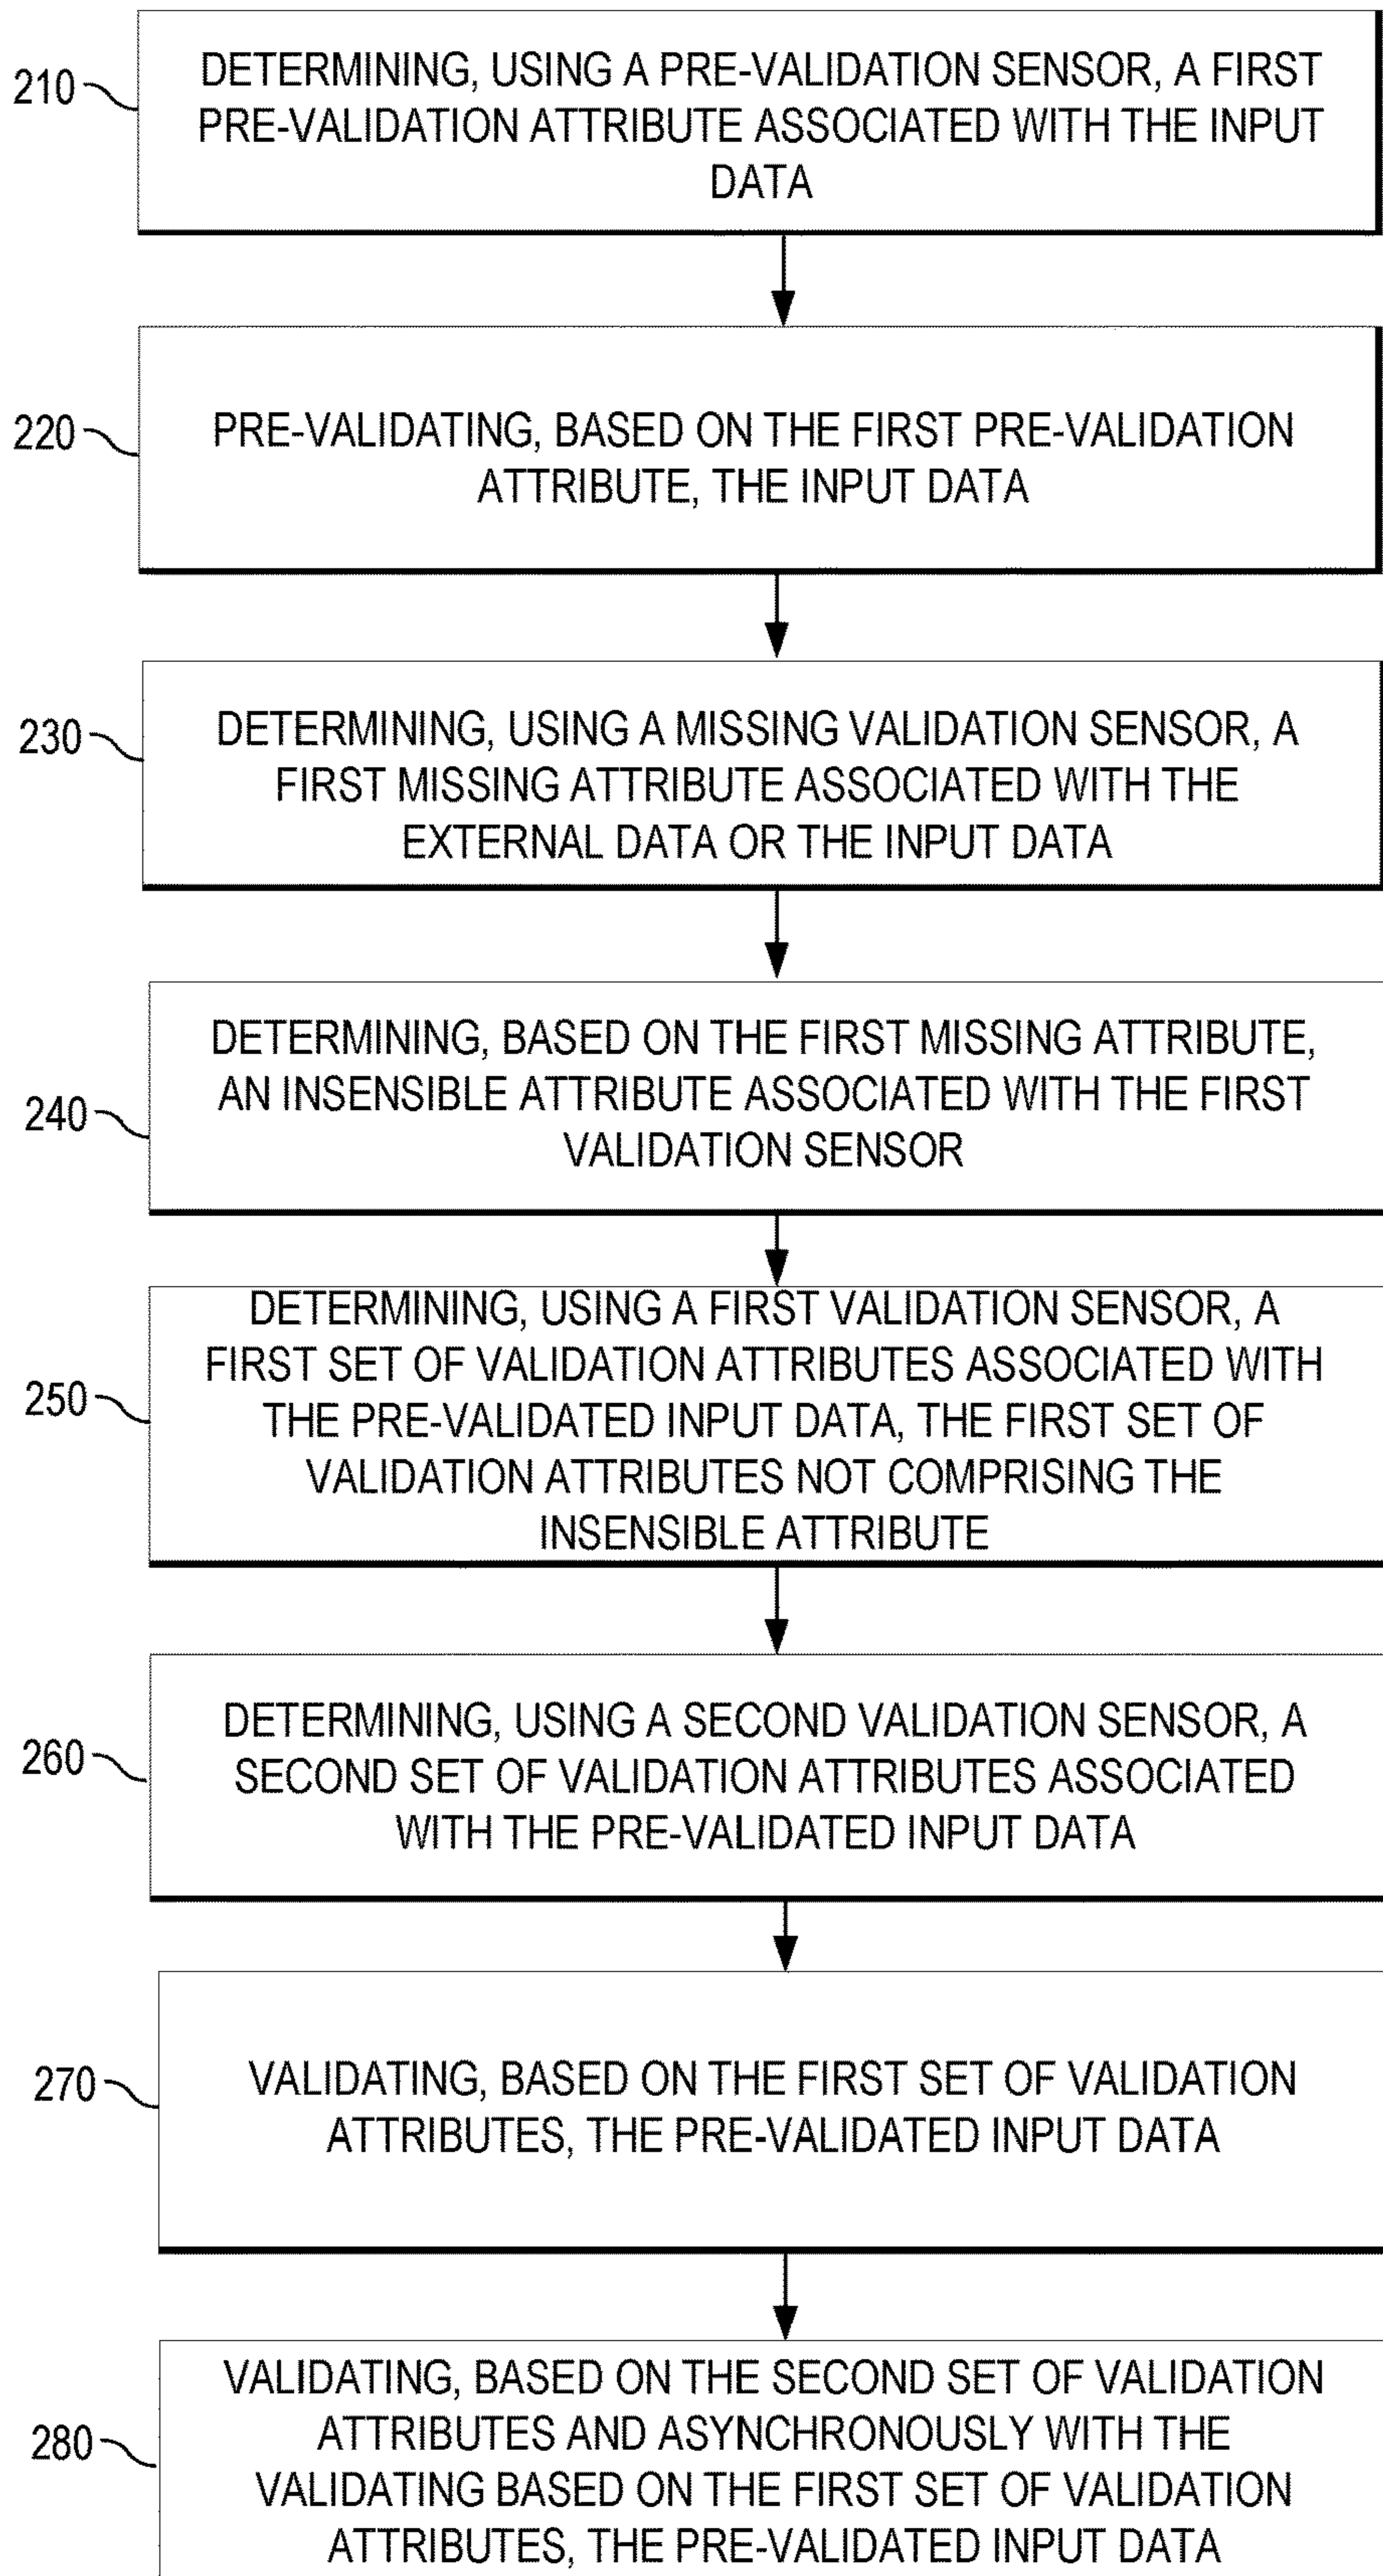 210
DETERMINING, USING A PRE-VALIDATION SENSOR, A FIRST
PRE-VALIDATION ATTRIBUTE ASSOCIATED WITH THE INPUT
DATA
220
PRE-VALIDATING, BASED ON THE FIRST PRE-VALIDATION
ATTRIBUTE, THE INPUT DATA
230
DETERMINING, USING A MISSING VALIDATION SENSOR, A
FIRST MISSING ATTRIBUTE ASSOCIATED WITH THE
EXTERNAL DATA OR THE INPUT DATA
240
DETERMINING, BASED ON THE FIRST MISSING ATTRIBUTE,
AN INSENSIBLE ATTRIBUTE ASSOCIATED WITH THE FIRST
VALIDATION SENSOR
250
DETERMINING, USING A FIRST VALIDATION SENSOR, A
FIRST SET OF VALIDATION ATTRIBUTES ASSOCIATED WITH
THE PRE-VALIDATED INPUT DATA, THE FIRST SET OF
VALIDATION ATTRIBUTES NOT COMPRISING THE
INSENSIBLE ATTRIBUTE
260
DETERMINING, USING A SECOND VALIDATION SENSOR, A
SECOND SET OF VALIDATION ATTRIBUTES ASSOCIATED
WITH THE PRE-VALIDATED INPUT DATA
270
VALIDATING, BASED ON THE FIRST SET OF VALIDATION
ATTRIBUTES, THE PRE-VALIDATED INPUT DATA
280
VALIDATING, BASED ON THE SECOND SET OF VALIDATION
ATTRIBUTES AND ASYNCHRONOUSLY WITH THE
VALIDATING BASED ON THE FIRST SET OF VALIDATION
ATTRIBUTES, THE PRE-VALIDATED INPUT DATA